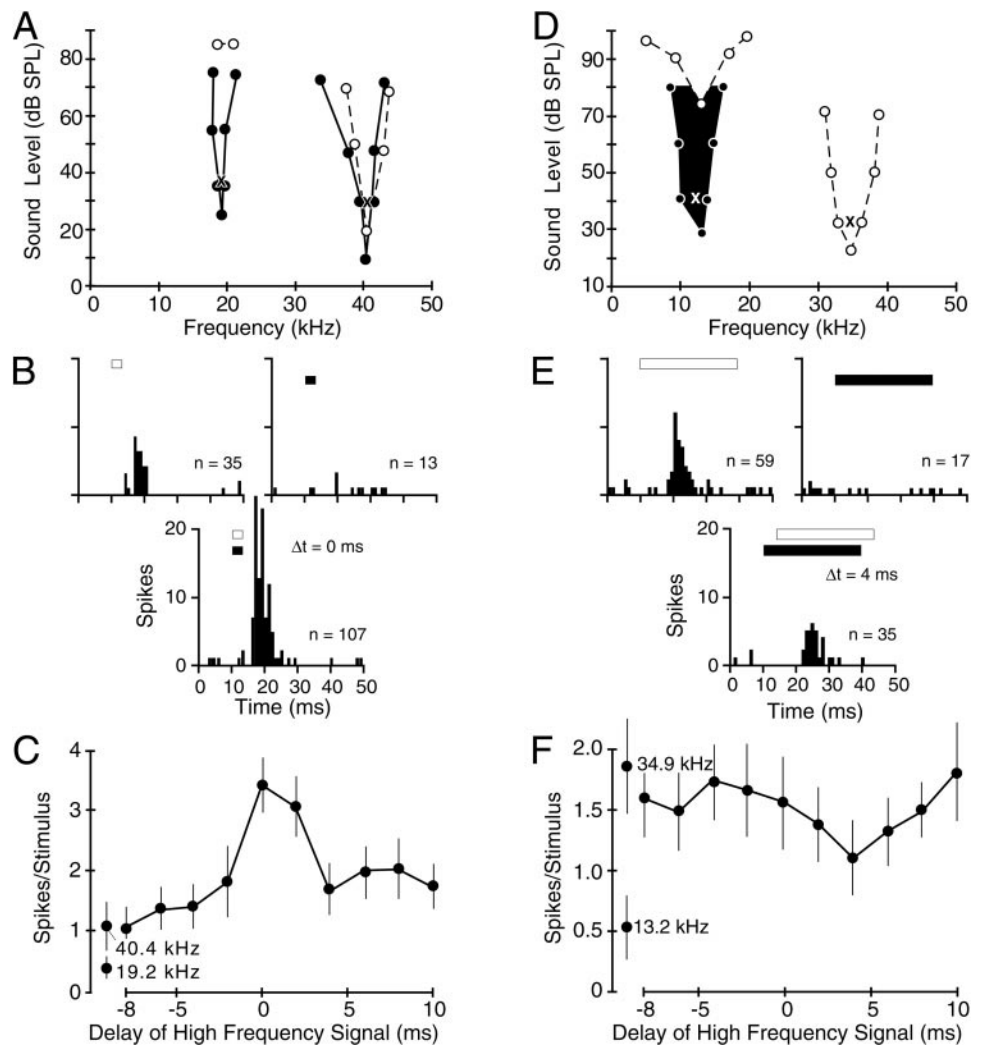 A
Sound Level (dB SPL)
80
60
40
20
0
0 10 20 30 40 50
Frequency (kHz)
X X
D
Sound Level (dB SPL)
90
70
50
30
10
0 10 20 30 40 50
Frequency (kHz)
X X
B
n = 35
n = 13
20
10
0
Spikes
Δt = 0 ms
n = 107
0 10 20 30 40 50
Time (ms)
E
n = 59
n = 17
20
10
0
Spikes
Δt = 4 ms
n = 35
0 10 20 30 40 50
Time (ms)
C
Spikes/Stimulus
4
3
2
1
0
40.4 kHz
19.2 kHz
-8 -5 0 5 10
Delay of High Frequency Signal (ms)
F
Spikes/Stimulus
2.0
1.5
1.0
0.5
0
34.9 kHz
13.2 kHz
-8 -5 0 5 10
Delay of High Frequency Signal (ms)